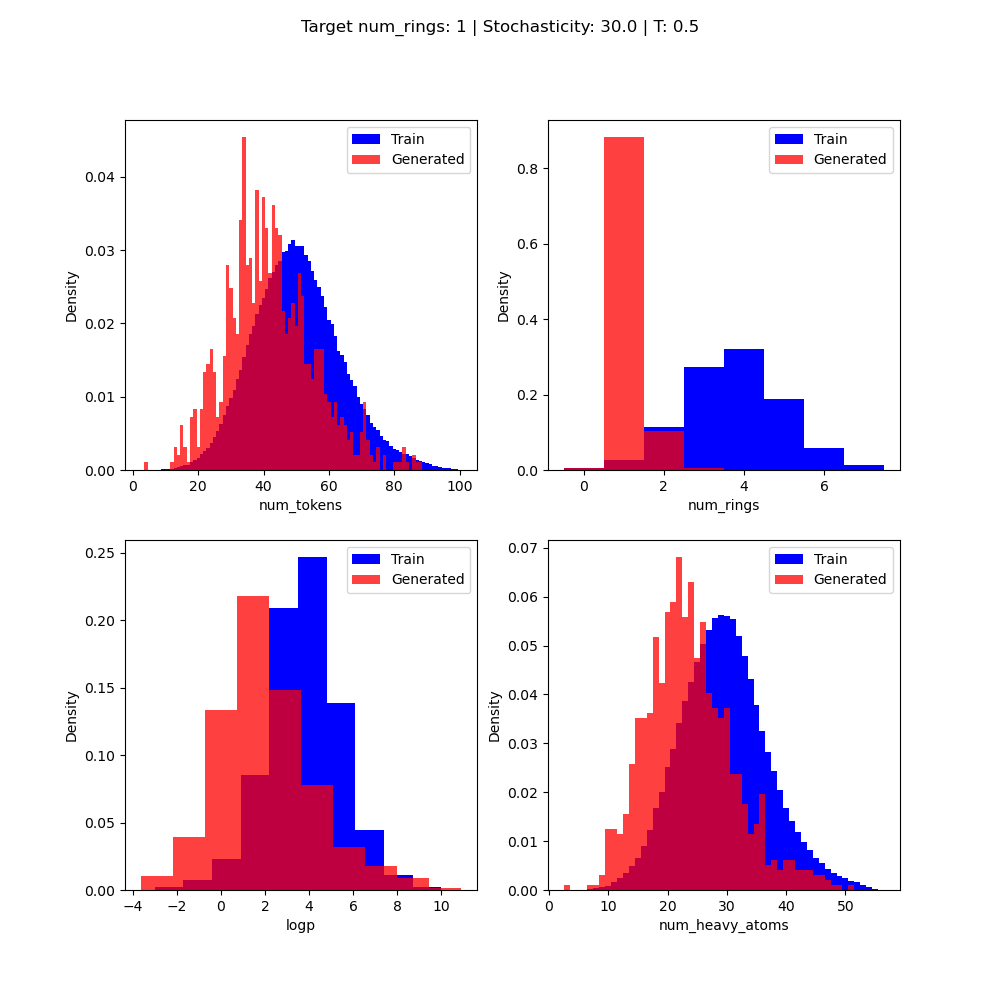 Target num_rings: 1 | Stochasticity: 30.0 | T: 0.5
Train
Generated
0.04
0.03
0.02
0.01
0.00
Density
0 20 40 60 80 100
num_tokens
Train
Generated
0.8
0.6
0.4
0.2
0.0
Density
0 2 4 6
num_rings
Train
Generated
0.25
0.20
0.15
0.10
0.05
0.00
Density
−4 −2 0 2 4 6 8 10
logp
Train
Generated
0.07
0.06
0.05
0.04
0.03
0.02
0.01
0.00
Density
0 10 20 30 40 50
num_heavy_atoms